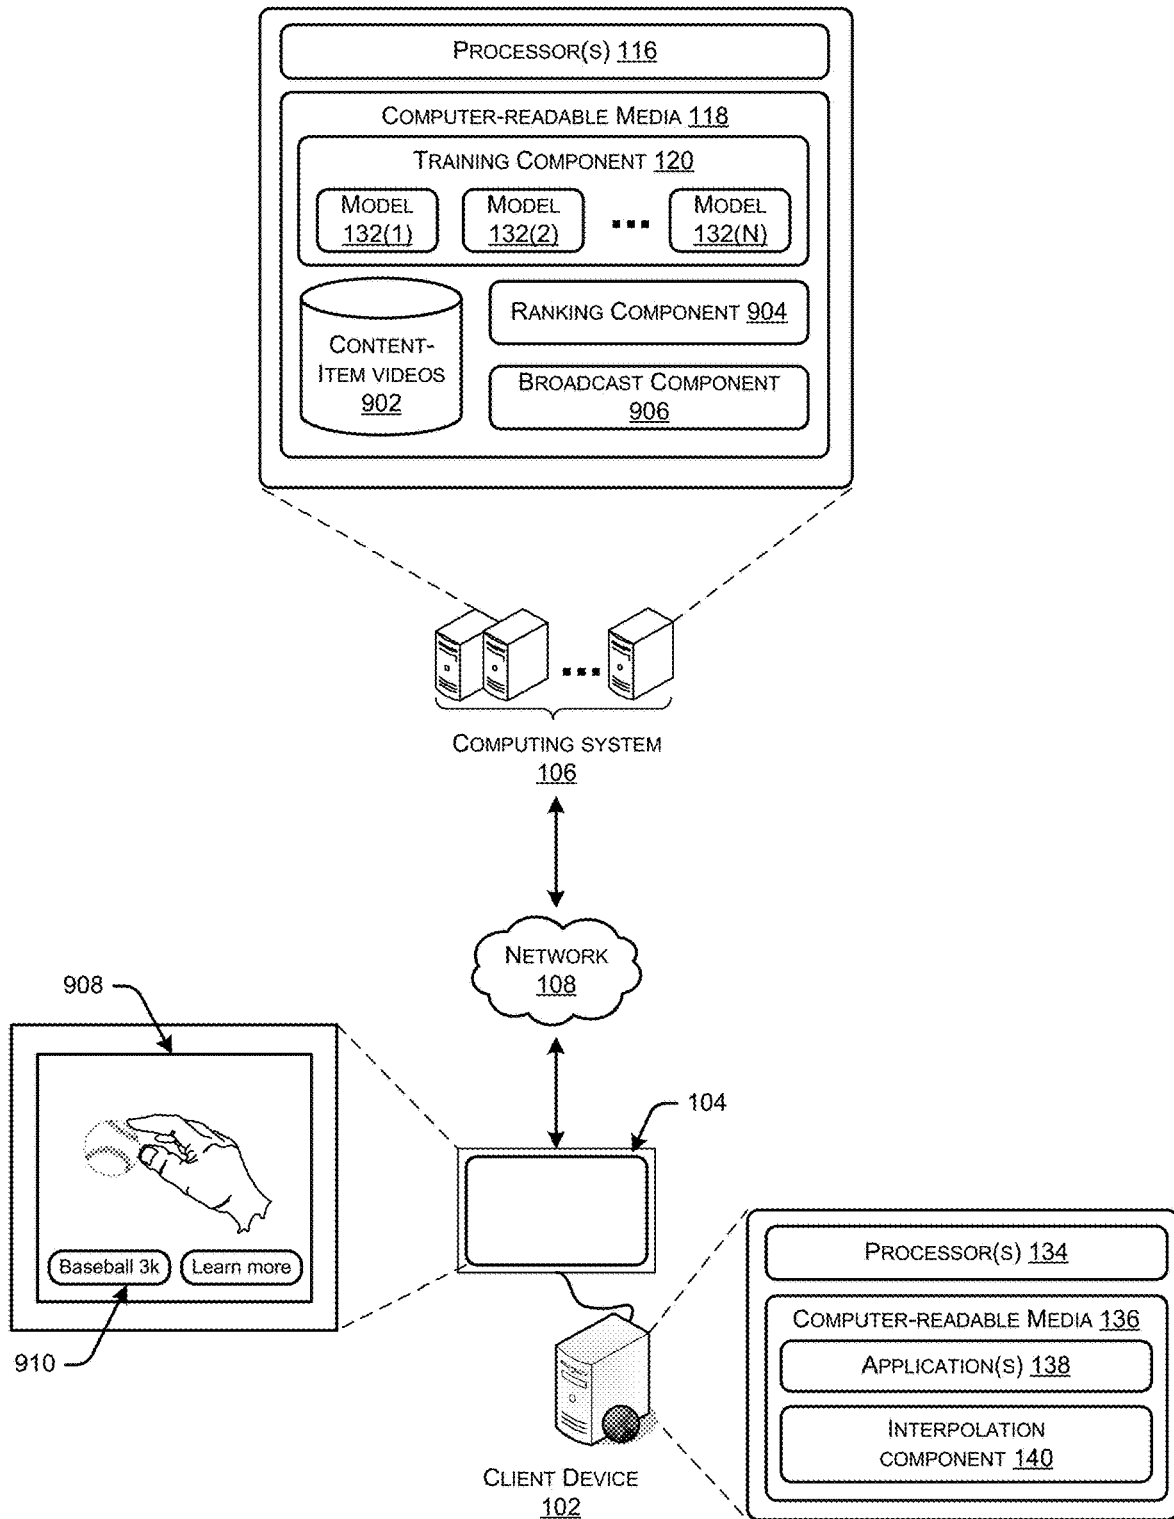 PROCESSOR(S) 116
COMPUTER-READABLE MEDIA 118
TRAINING COMPONENT 120
MODEL
132(1)
MODEL
132(2)
MODEL
132(N)
CONTENT-
ITEM VIDEOS
902
RANKING COMPONENT 904
BROADCAST COMPONENT
906
COMPUTING SYSTEM
106
NETWORK
108
908
104
Baseball 3k
Learn more
910
PROCESSOR(S) 134
COMPUTER-READABLE MEDIA 136
APPLICATION(S) 138
INTERPOLATION
COMPONENT 140
CLIENT DEVICE
102